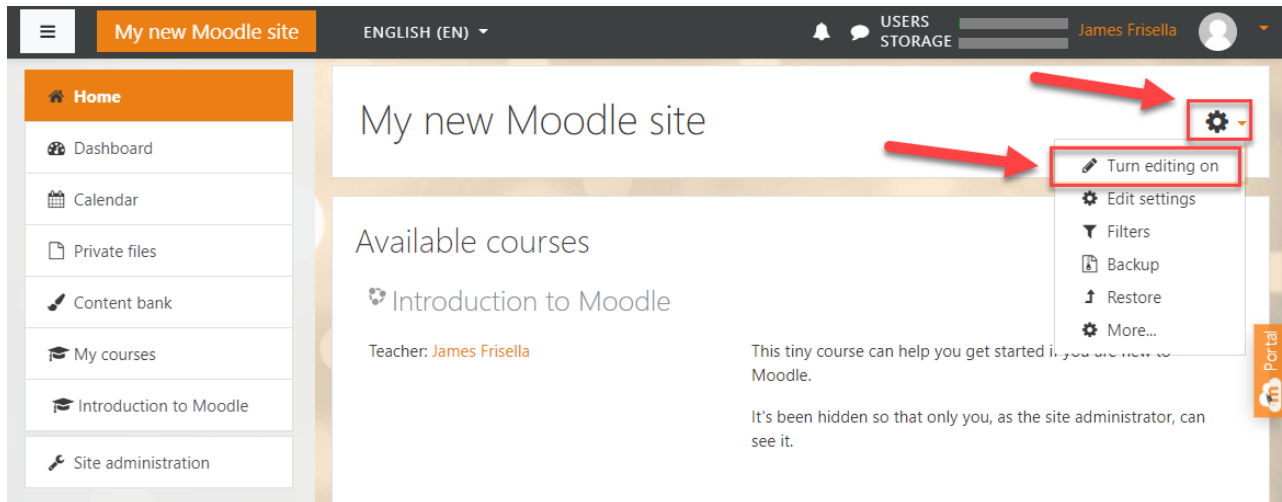 My new Moodle site
ENGLISH (EN)
USERS
STORAGE
James Frisella
Home
Dashboard
Calendar
Private files
Content bank
My courses
Introduction to Moodle
Site administration
My new Moodle site
Turn editing on
Edit settings
Filters
Backup
Restore
More...
Available courses
Introduction to Moodle
Teacher: James Frisella
This tiny course can help you get started if you are new to
Moodle.
It's been hidden so that only you, as the site administrator, can
see it.
Portal